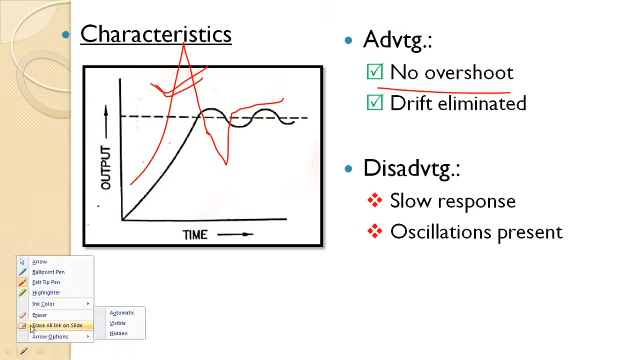 Characteristics
OUTPUT
TIME
Advtg.:
No overshoot
Drift eliminated
Disadvtg.:
Slow response
Oscillations present
Arrow
Ballpoint Pen
Felt Tip Pen
Highlighter
Ink Color
Eraser
Erase All Ink on Slide
Arrow Options
Automatic
Visible
Hidden